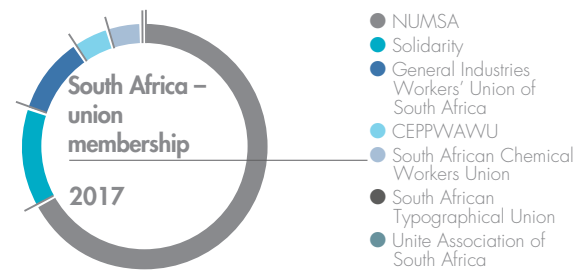 South Africa –
union
membership
2017
NUMSA
Solidarity
General Industries
Workers' Union of
South Africa
CEPPWAWU
South African Chemical
Workers Union
South African
Typographical Union
Unite Association of
South Africa